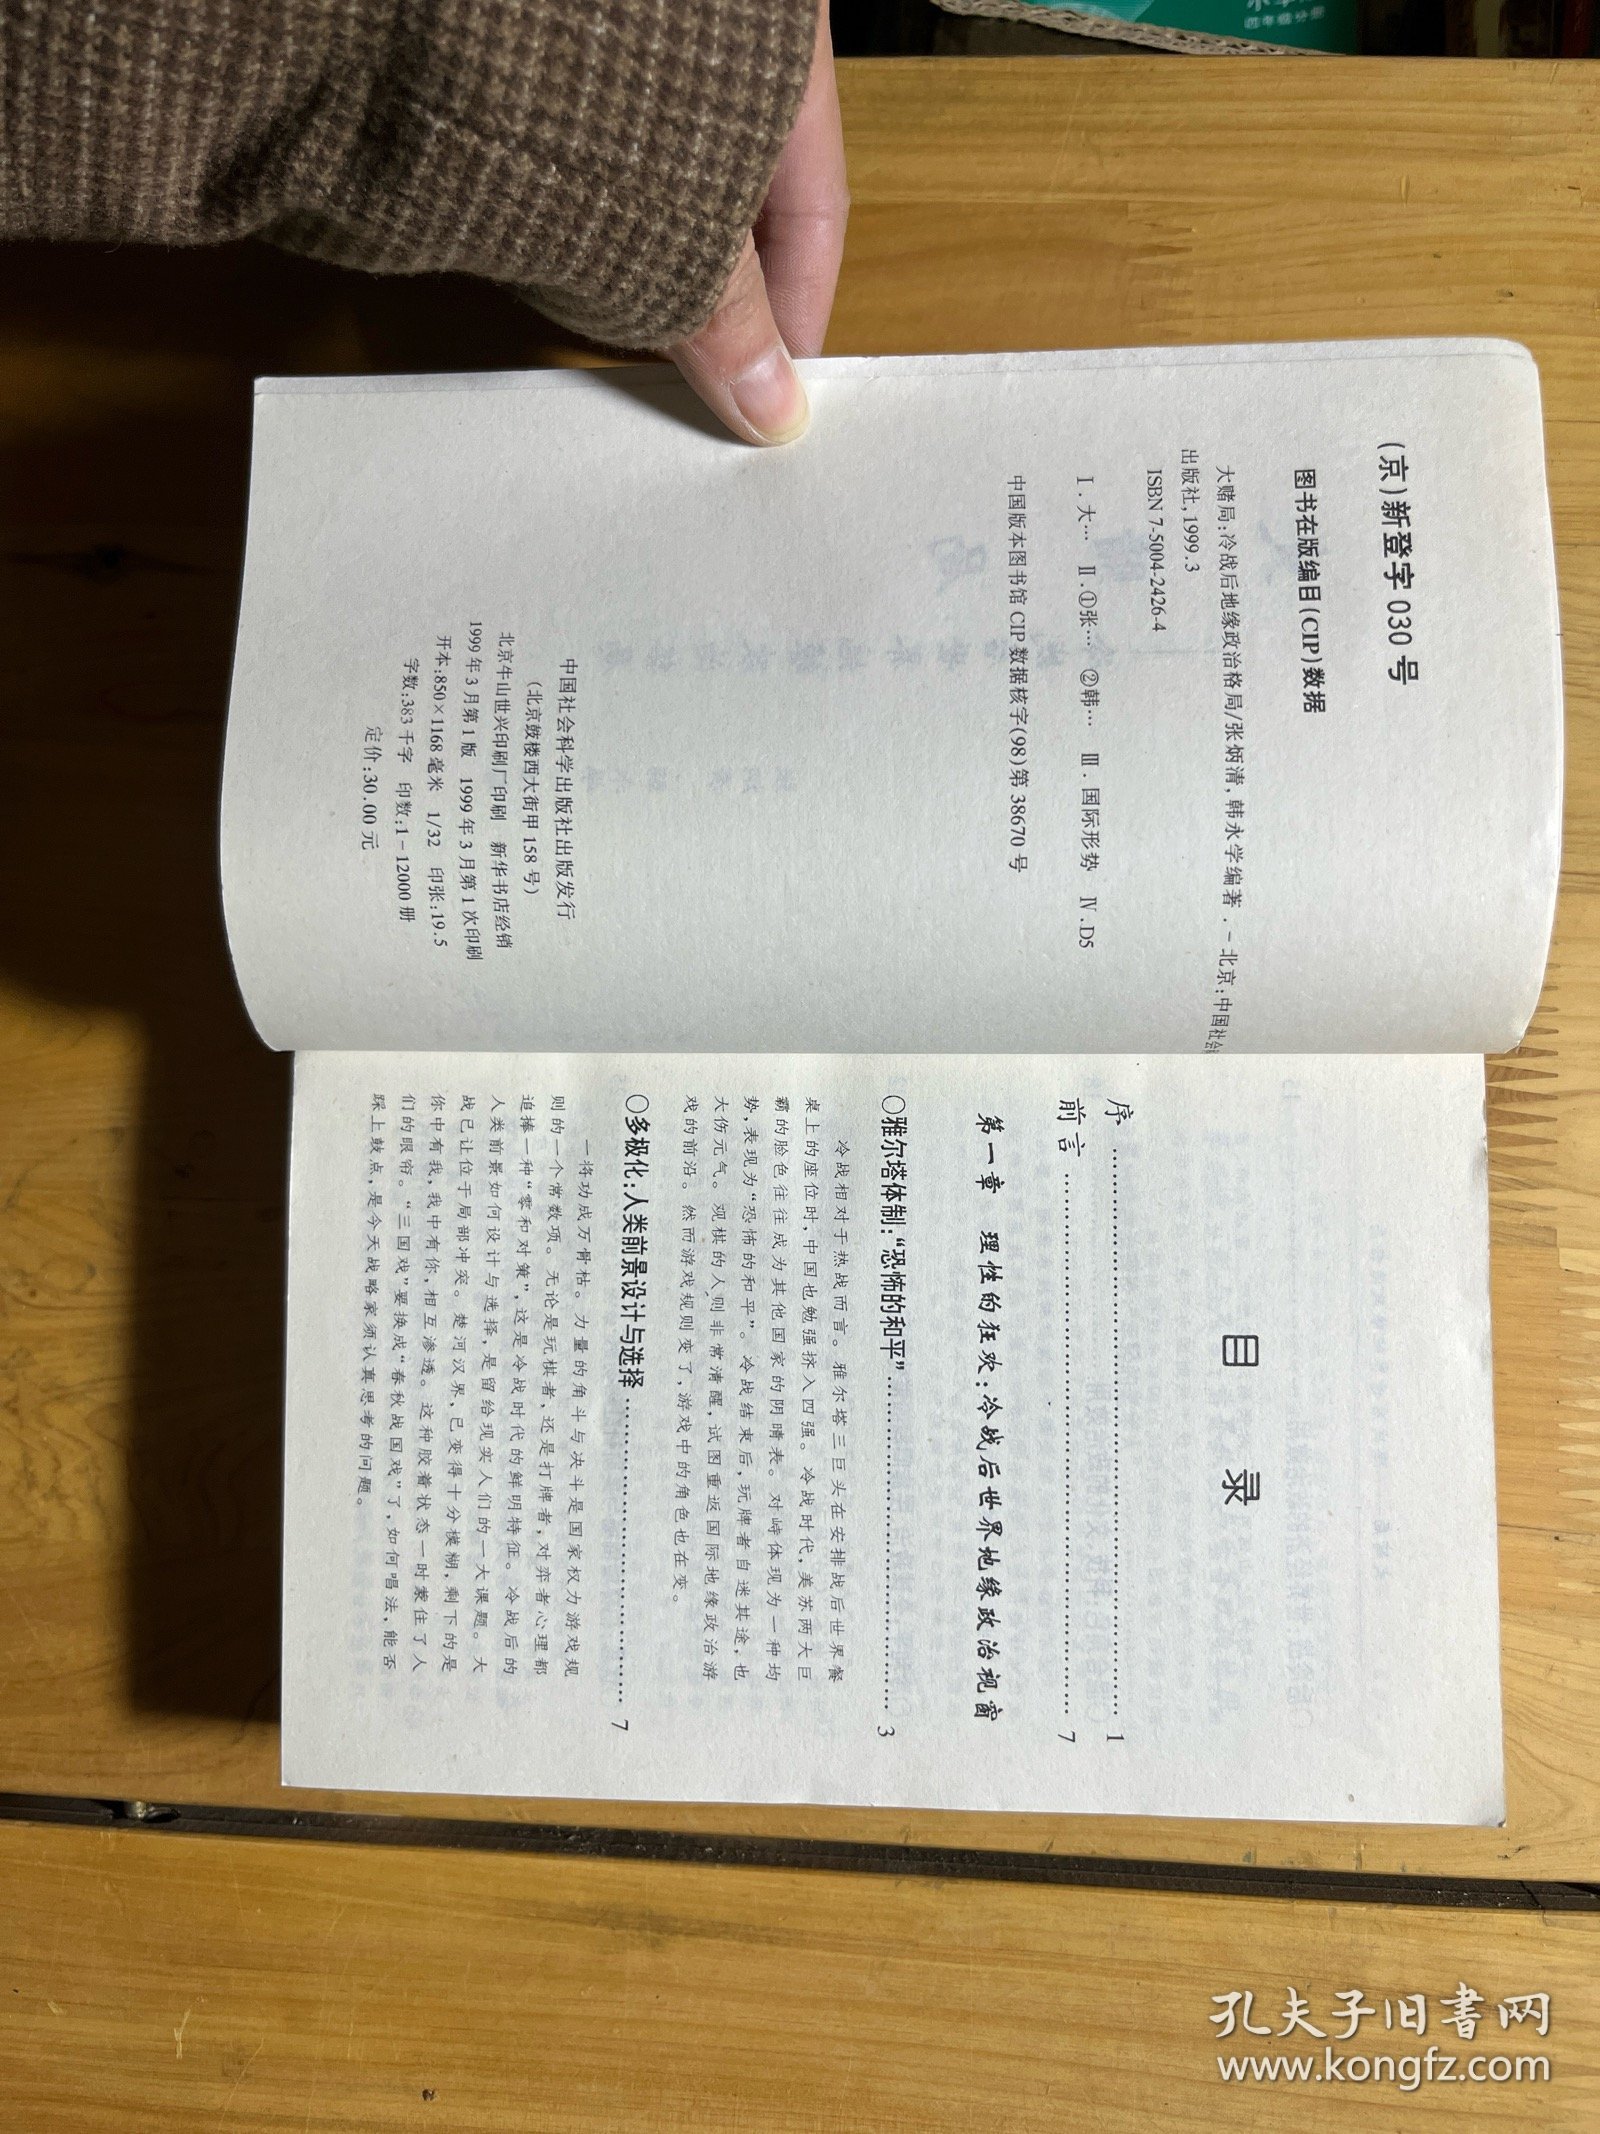 (京)新登字030号
图书在版编目(CIP)数据
大赌局:冷战后地缘政治格局/张炳清,韩永学编著.-北京:中国社会
出版社,1999.3
ISBN 7-5004-2426-4
Ⅰ.大… Ⅱ.①张… ②韩… Ⅲ.国际形势 Ⅳ.D5
中国版本图书馆CIP数据核字(98)第38670号
中国社会科学出版社出版发行
(北京鼓楼西大街甲158号)
北京牛山世兴印刷厂印刷 新华书店经销
1999年3月第1版 1999年3月第1次印刷
开本:850×1168毫米 1/32 印张:19.5
字数:383千字 印数:1-12000册
定价:30.00元
目 录
序 …… 1
前言 …… 7
第一章 理性的狂欢:冷战后世界地缘政治视窗
○雅尔塔体制:“恐怖的和平” …… 3
冷战相对于热战而言。雅尔塔三巨头在安排战后世界餐
桌上的座位时,中国也勉强挤入四强。冷战时代,美苏两大巨
霸的脸色往往成为其他国家的阴晴表。对峙体现为一种均
势,表现为“恐怖的和平”。冷战结束后,玩牌者自迷其途,也
大伤元气。观棋的人则非常清醒,试图重返国际地缘政治游
戏的前沿。然而游戏规则变了,游戏中的角色也在变。
○多极化:人类前景设计与选择 …… 7
一将功成万骨枯。力量的角斗与决斗是国家权力游戏规
则的一个常数项。无论是玩棋者,还是打牌者,对弈者心理都
追捧一种“零和对策”,这是冷战时代的鲜明特征。冷战后的
人类前景如何设计与选择,是留给现实人们的一大课题。大
战已让位于局部冲突。楚河汉界,已变得十分模糊,剩下的是
你中有我,我中有你,相互渗透。这种胶着状态一时蒙住了人
们的眼帘。“三国戏”要换成“春秋战国戏”了,如何唱法,能否
踩上鼓点,是今天战略家须认真思考的问题。
孔夫子旧书网
www.kongfz.com